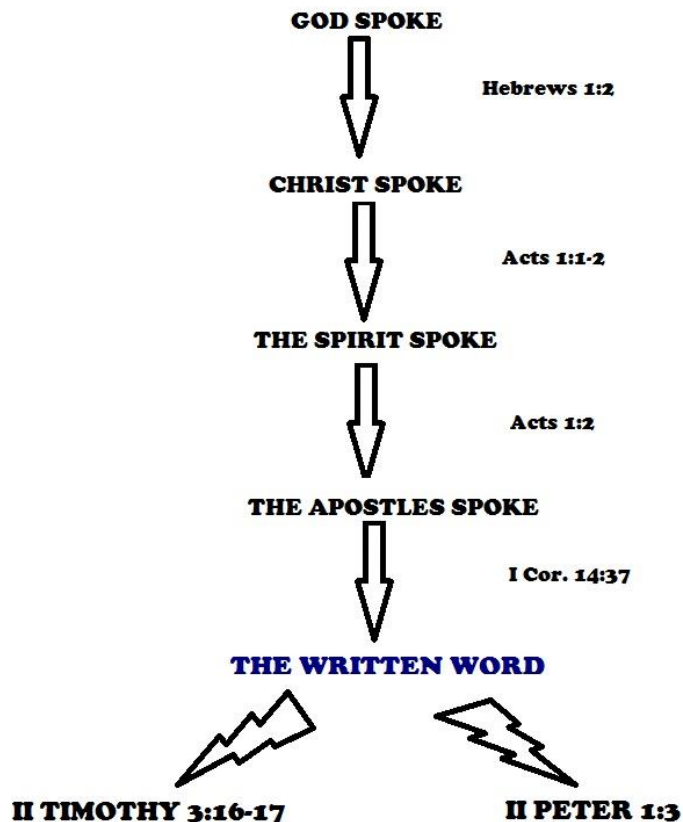 GOD SPOKE
Hebrews 1:2
CHRIST SPOKE
Acts 1:1-2
THE SPIRIT SPOKE
Acts 1:2
THE APOSTLES SPOKE
I Cor. 14:37
THE WRITTEN WORD
II TIMOTHY 3:16-17
II PETER 1:3